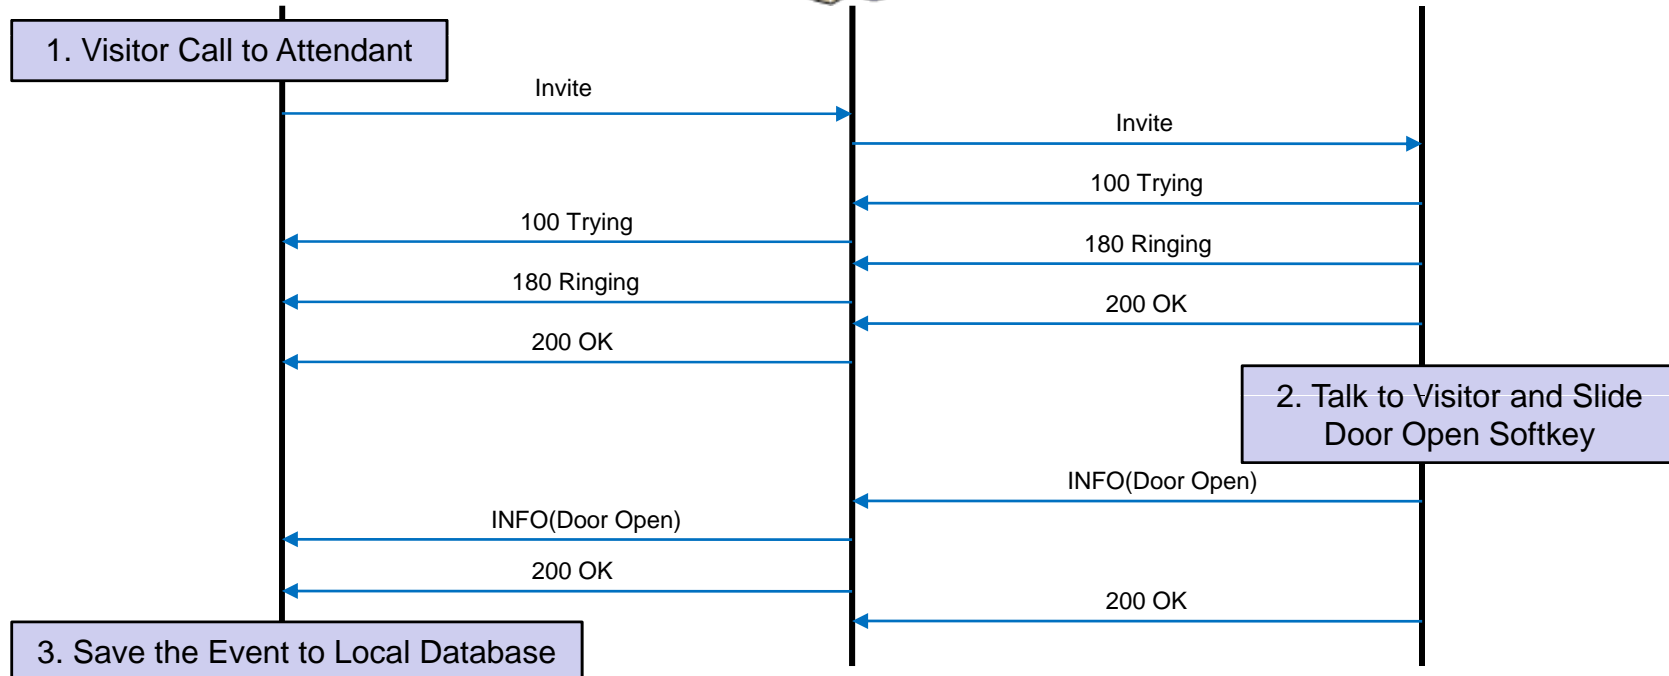 1. Visitor Call to Attendant
Invite
Invite
100 Trying
100 Trying
180 Ringing
180 Ringing
200 OK
200 OK
2. Talk to Visitor and Slide
Door Open Softkey
INFO(Door Open)
INFO(Door Open)
200 OK
200 OK
3. Save the Event to Local Database